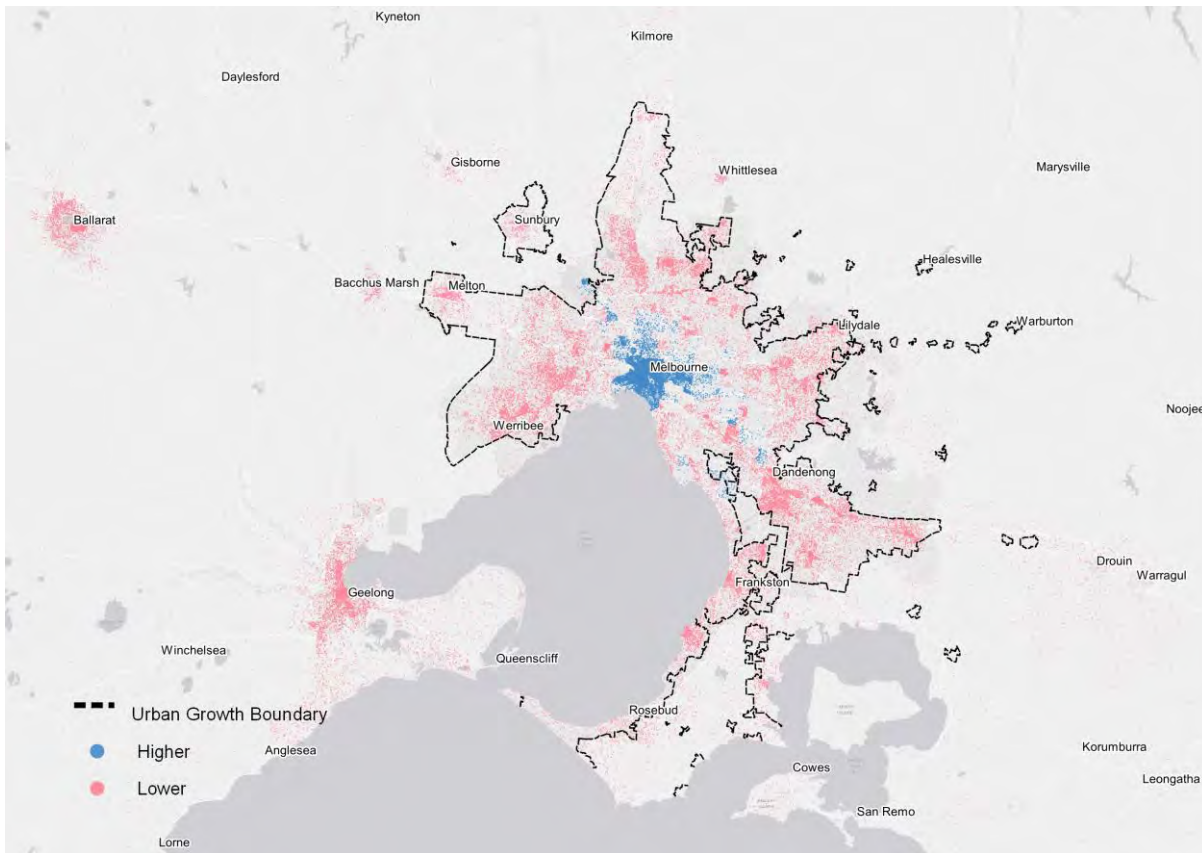 Kyneton
Kilmore
Daylesford
Gisborne
Whittlesea
Marysville
Ballarat
Sunbury
Healesville
Bacchus Marsh
Melton
Lilydale
Warburton
Melbourne
Noojee
Werribee
Dandenong
Drouin
Warragul
Geelong
Frankston
Winchelsea
Queenscliff
Rosebud
Urban Growth Boundary
Higher
Anglesea
Korumburra
Cowes
Leongatha
Lower
San Remo
Lorne